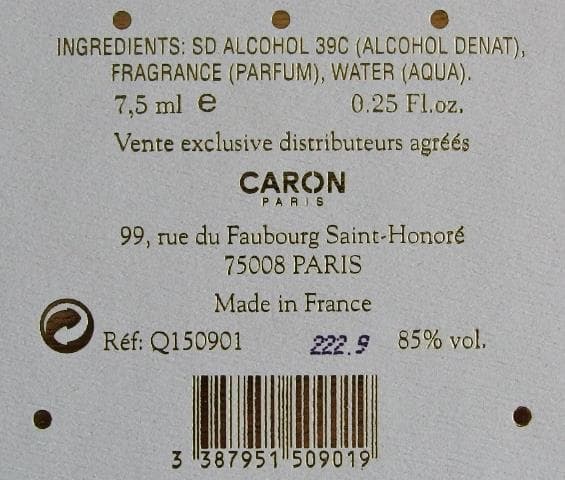 INGREDIENTS: SD ALCOHOL 39C (ALCOHOL DENAT),
FRAGRANCE (PARFUM), WATER (AQUA).
7,5 ml e 0.25 Fl.oz.
Vente exclusive distributeurs agréés
CARON
PARIS
99, rue du Faubourg Saint-Honoré
75008 PARIS
Made in France
Réf: Q150901 222.9 85% vol.
3 387951 509019